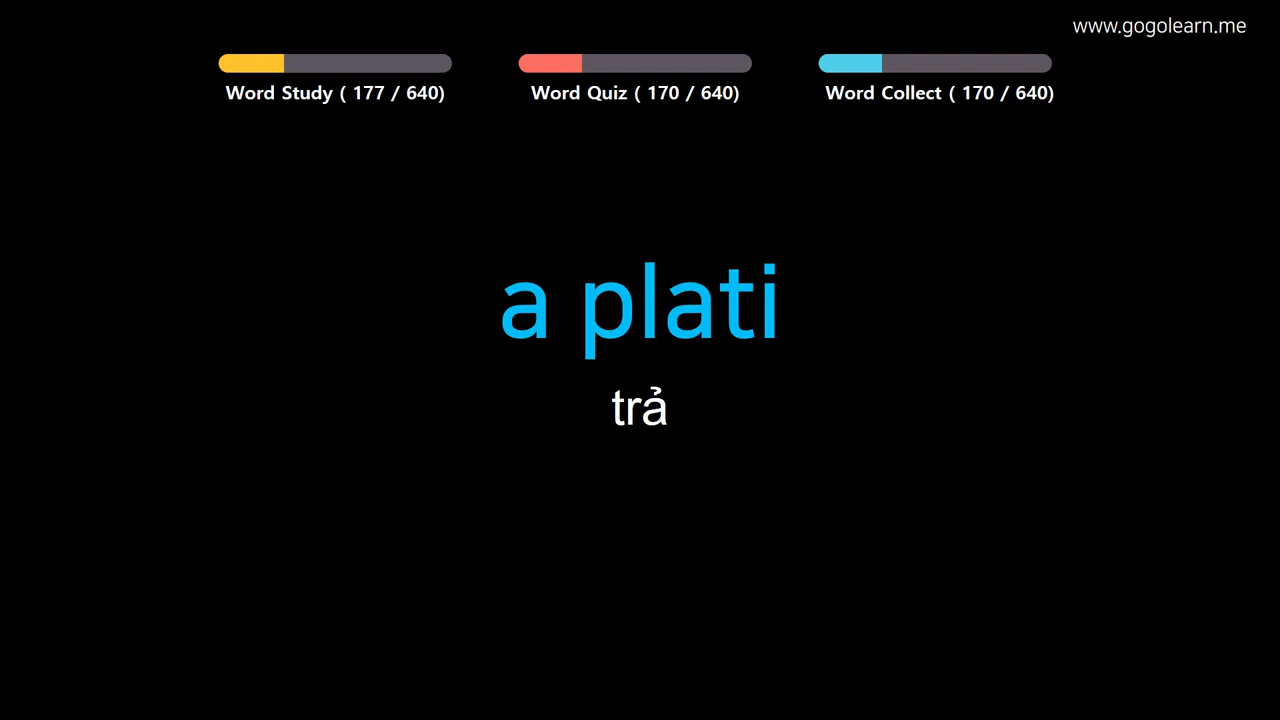 www.gogolearn.me
Word Study ( 177 / 640)
Word Quiz ( 170 / 640)
Word Collect ( 170 / 640)
a plati
trả